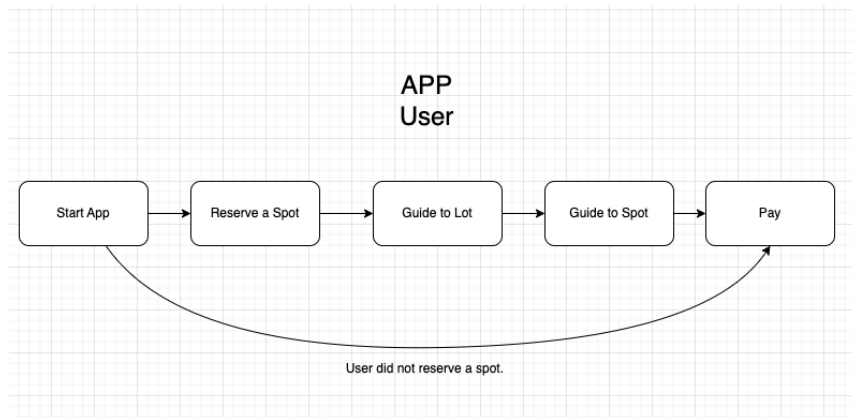 APP
User
Start App
Reserve a Spot
Guide to Lot
Guide to Spot
Pay
User did not reserve a spot.